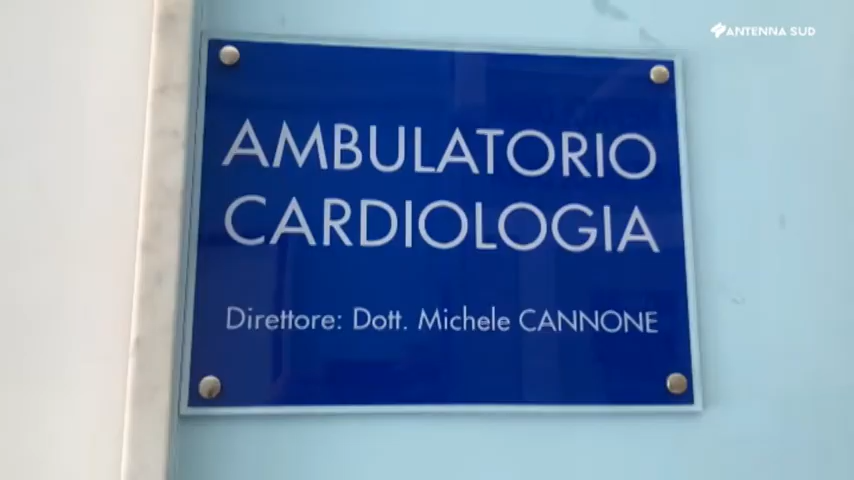 ANTENNA SUD
AMBULATORIO
CARDIOLOGIA
Direttore: Dott. Michele CANNONE